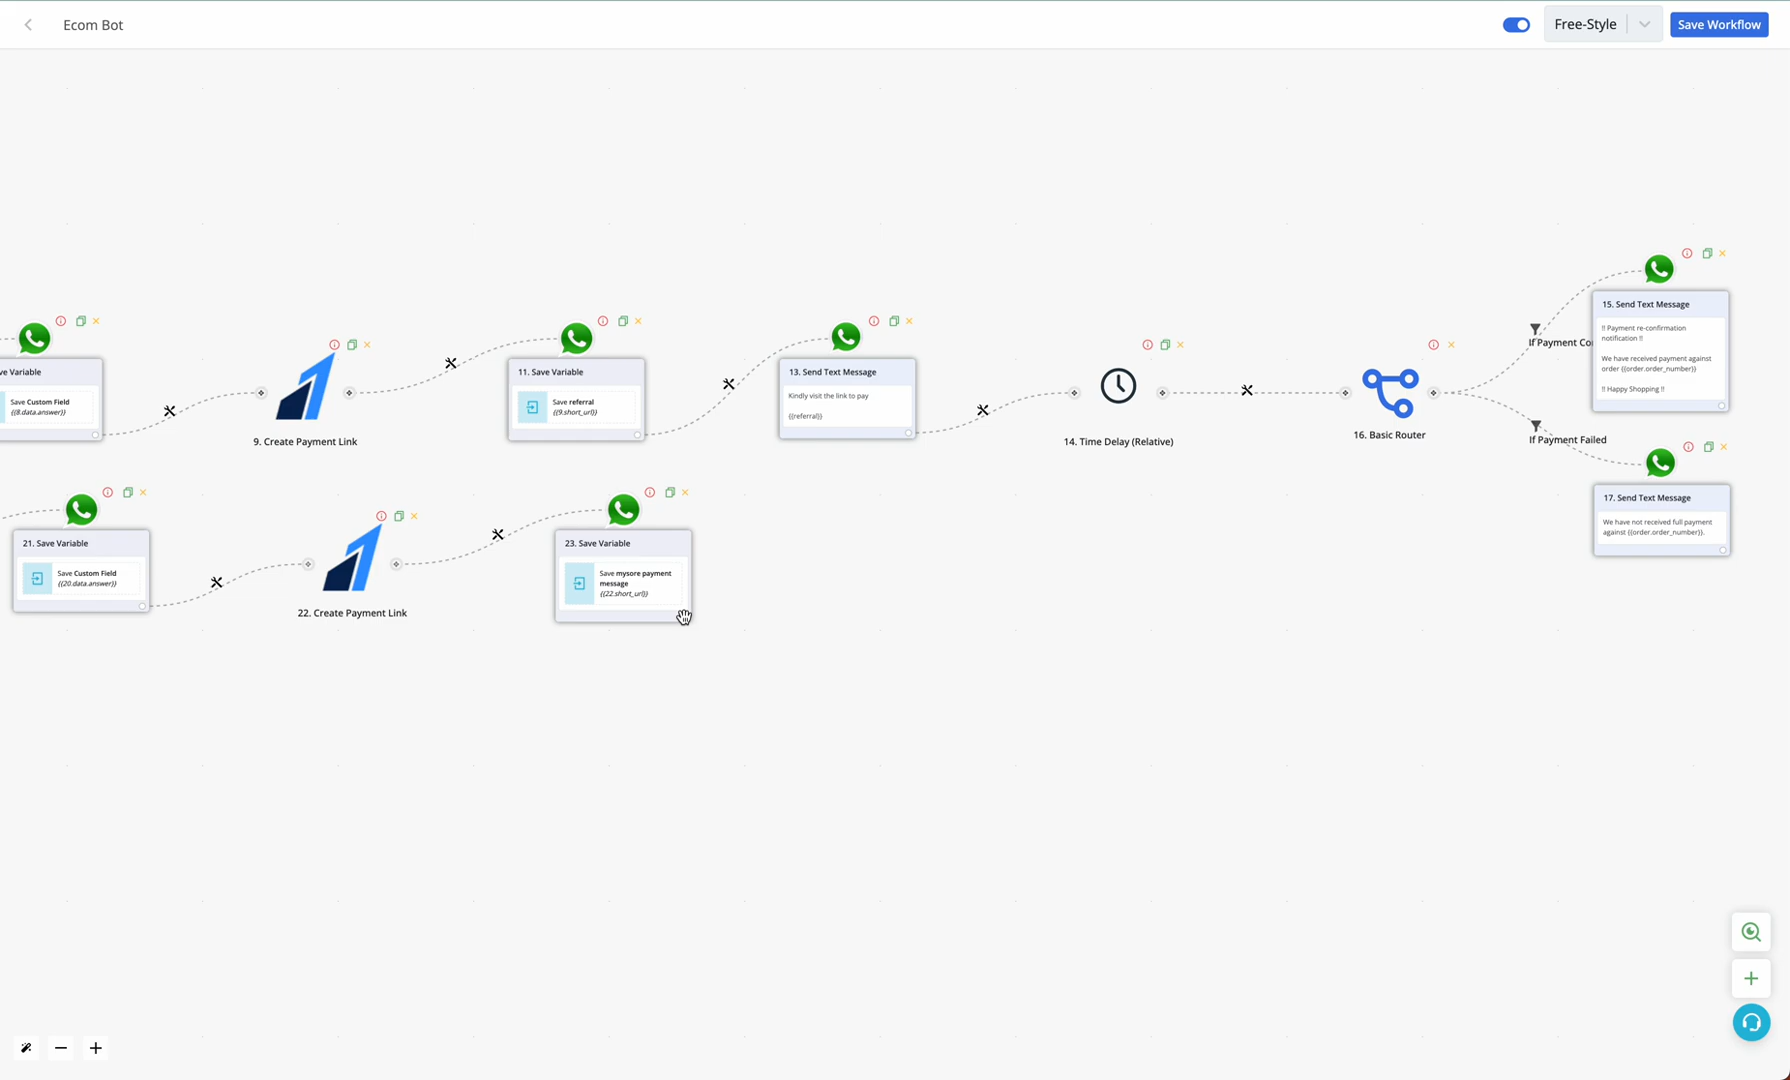 Ecom Bot
Free-Style
Save Workflow
ve Variable
Save Custom Field
{{8.data.answer}}
9. Create Payment Link
11. Save Variable
Save referral
{{9.short_url}}
13. Send Text Message
Kindly visit the link to pay
{{referral}}
14. Time Delay (Relative)
16. Basic Router
If Payment Co
15. Send Text Message
!! Payment re-confirmation
notification !!
We have received payment against
order {{order.order_number}}
!! Happy Shopping !!
If Payment Failed
17. Send Text Message
We have not received full payment
against {{order.order_number}}.
21. Save Variable
Save Custom Field
{{20.data.answer}}
22. Create Payment Link
23. Save Variable
Save mysore payment
message
{{22.short_url}}